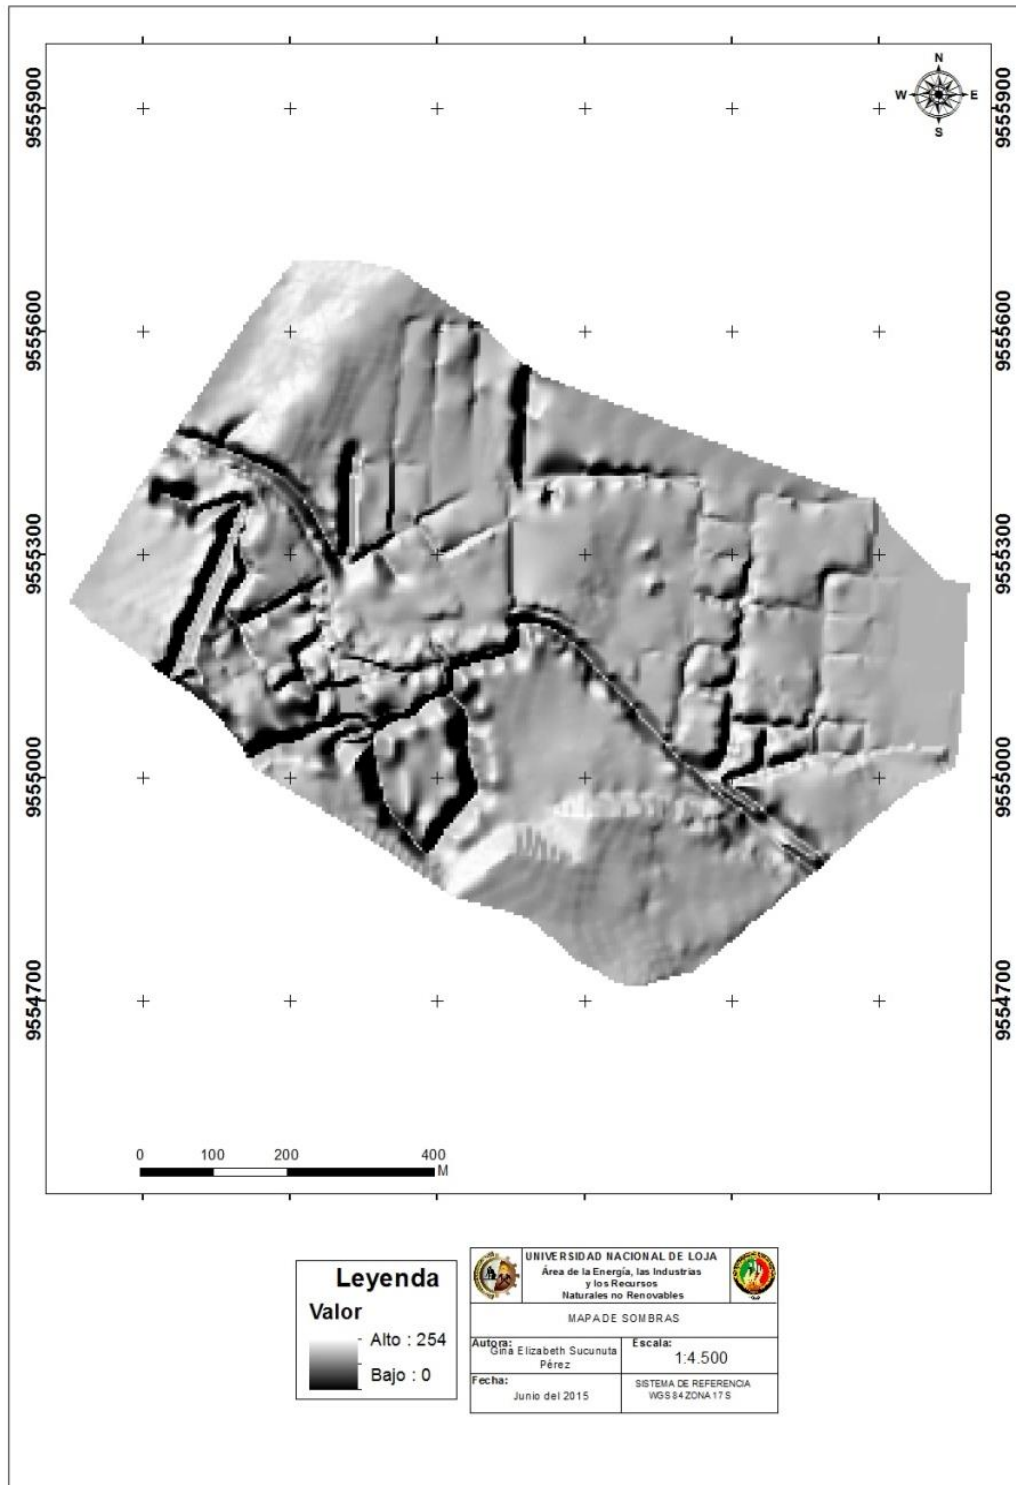 N
W E
S
9555900 9555900
9555600 9555600
9555300 9555300
9555000 9555000
9554700 9554700
0 100 200 400
M
Leyenda
Valor
Alto : 254
Bajo : 0
UNIVERSIDAD NACIONAL DE LOJA
Área de la Energía, las Industrias
y los Recursos
Naturales no Renovables
MAPA DE SOMBRAS
Autora:
Gina Elizabeth Sucunuta
Pérez
Escala:
1:4.500
Fecha:
Junio del 2015
SISTEMA DE REFERENCIA
WGS 84 ZONA 17 S